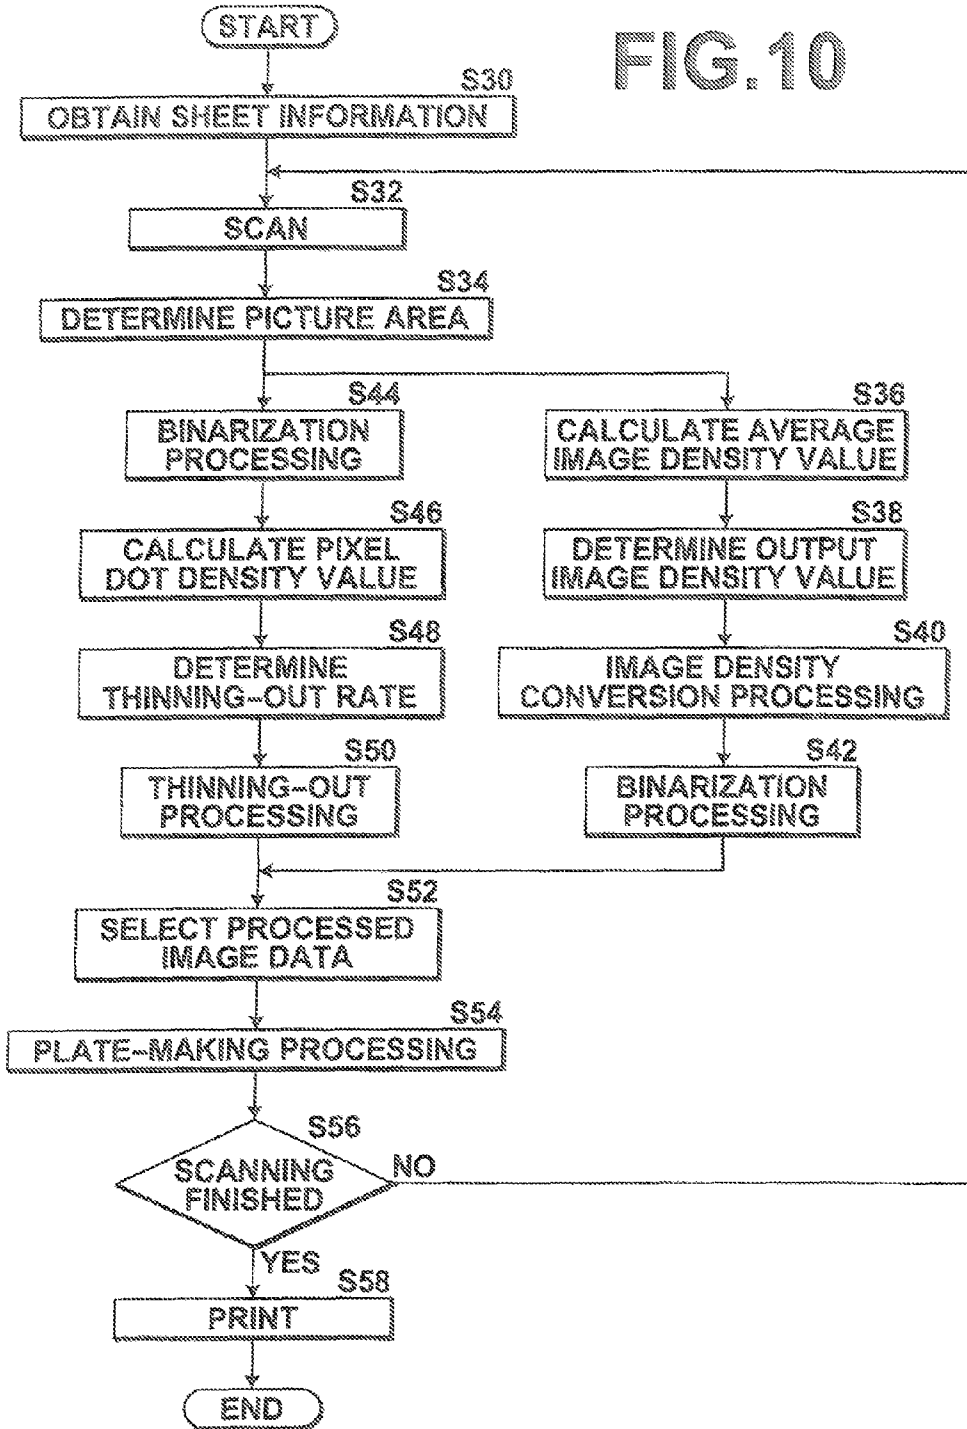 START
FIG.10
S30
OBTAIN SHEET INFORMATION
S32
SCAN
S34
DETERMINE PICTURE AREA
S44
BINARIZATION
PROCESSING
S46
CALCULATE PIXEL
DOT DENSITY VALUE
S48
DETERMINE
THINNING-OUT RATE
S50
THINNING-OUT
PROCESSING
S36
CALCULATE AVERAGE
IMAGE DENSITY VALUE
S38
DETERMINE OUTPUT
IMAGE DENSITY VALUE
S40
IMAGE DENSITY
CONVERSION PROCESSING
S42
BINARIZATION
PROCESSING
S52
SELECT PROCESSED
IMAGE DATA
S54
PLATE-MAKING PROCESSING
S56
SCANNING
FINISHED
NO
YES
S58
PRINT
END